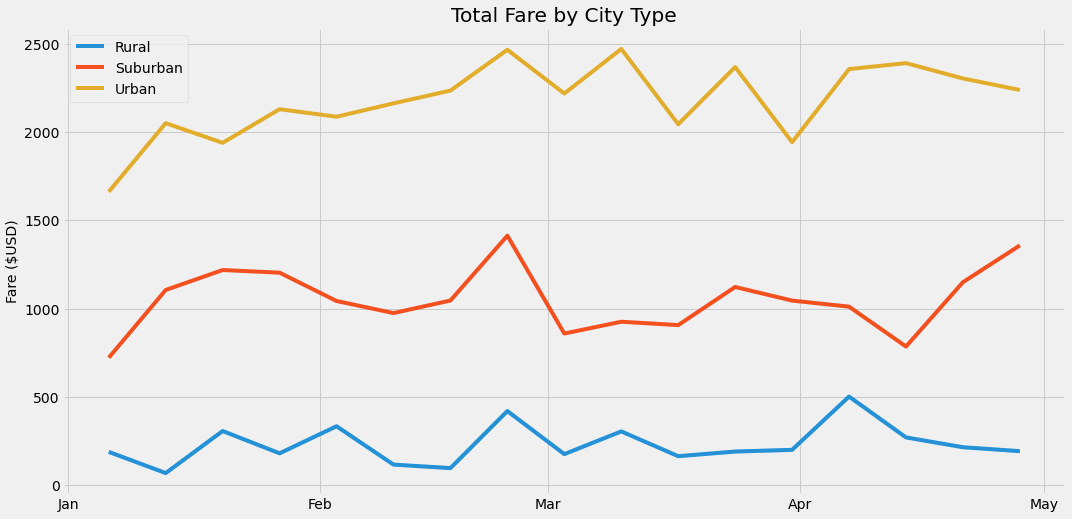 Total Fare by City Type
Rural
Suburban
Urban
Fare ($USD)
2500
2000
1500
1000
500
0
Jan Feb Mar Apr May